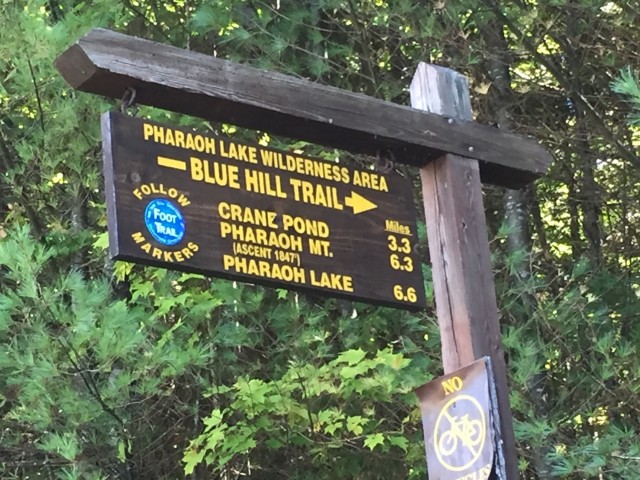 PHARAOH LAKE WILDERNESS AREA
BLUE HILL TRAIL
FOLLOW
FOOT
TRAIL
MARKERS
Miles
CRANE POND 3.3
PHARAOH MT. 6.3
(ASCENT 1847')
PHARAOH LAKE 6.6
NO